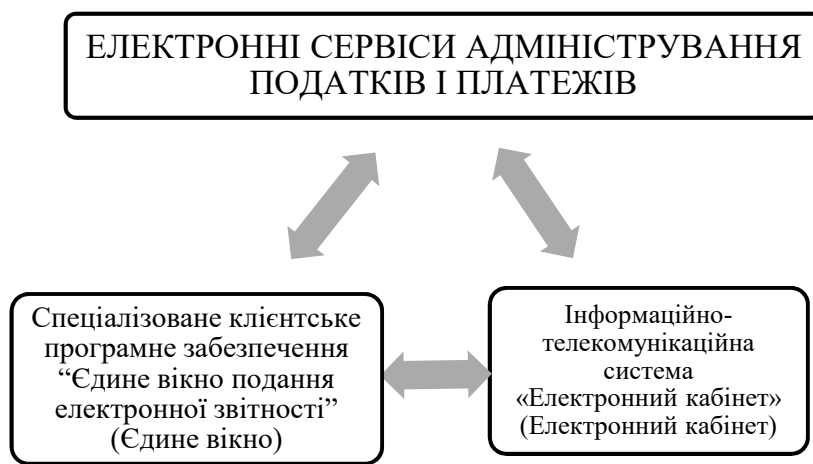 ЕЛЕКТРОННІ СЕРВІСИ АДМІНІСТРУВАННЯ
ПОДАТКІВ І ПЛАТЕЖІВ
Спеціалізоване клієнтське
програмне забезпечення
“Єдине вікно подання
електронної звітності”
(Єдине вікно)
Інформаційно-
телекомунікаційна
система
«Електронний кабінет»
(Електронний кабінет)